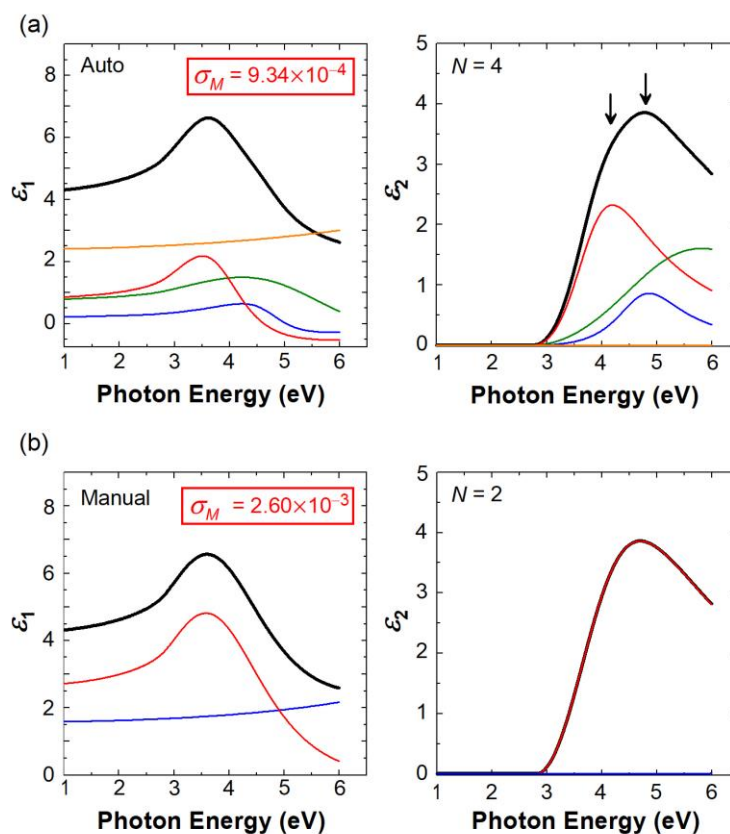 (a)
Auto
σM = 9.34×10−4
ε1
6
4
2
0
1 2 3 4 5 6
Photon Energy (eV)
N = 4
ε2
5
4
3
2
1
0
1 2 3 4 5 6
Photon Energy (eV)
(b)
Manual
σM = 2.60×10−3
ε1
8
6
4
2
0
1 2 3 4 5 6
Photon Energy (eV)
N = 2
ε2
5
4
3
2
1
0
1 2 3 4 5 6
Photon Energy (eV)